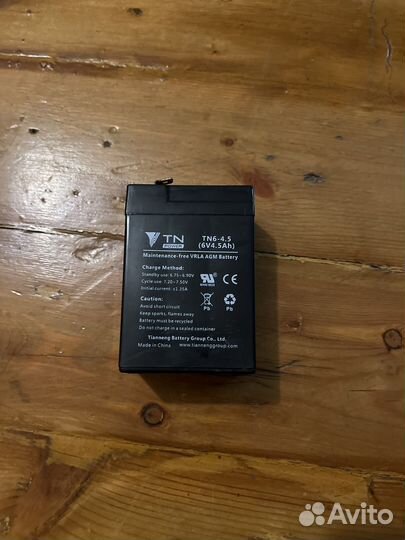 TN
POWER
TN6-4.5
(6V4.5Ah)
Maintenance-free VRLA AGM Battery
Charge Method:
Standby use: 6.75~6.90V
Cycle use: 7.20~7.50V
Initial current: ≤1.35A
Caution:
Avoid short circuit
Keep sparks, flames away
Battery must be recycled
Do not charge in a sealed container
Pb Pb
Tianneng Battery Group Co., Ltd.
Made in China www.tiannenggroup.com
Avito